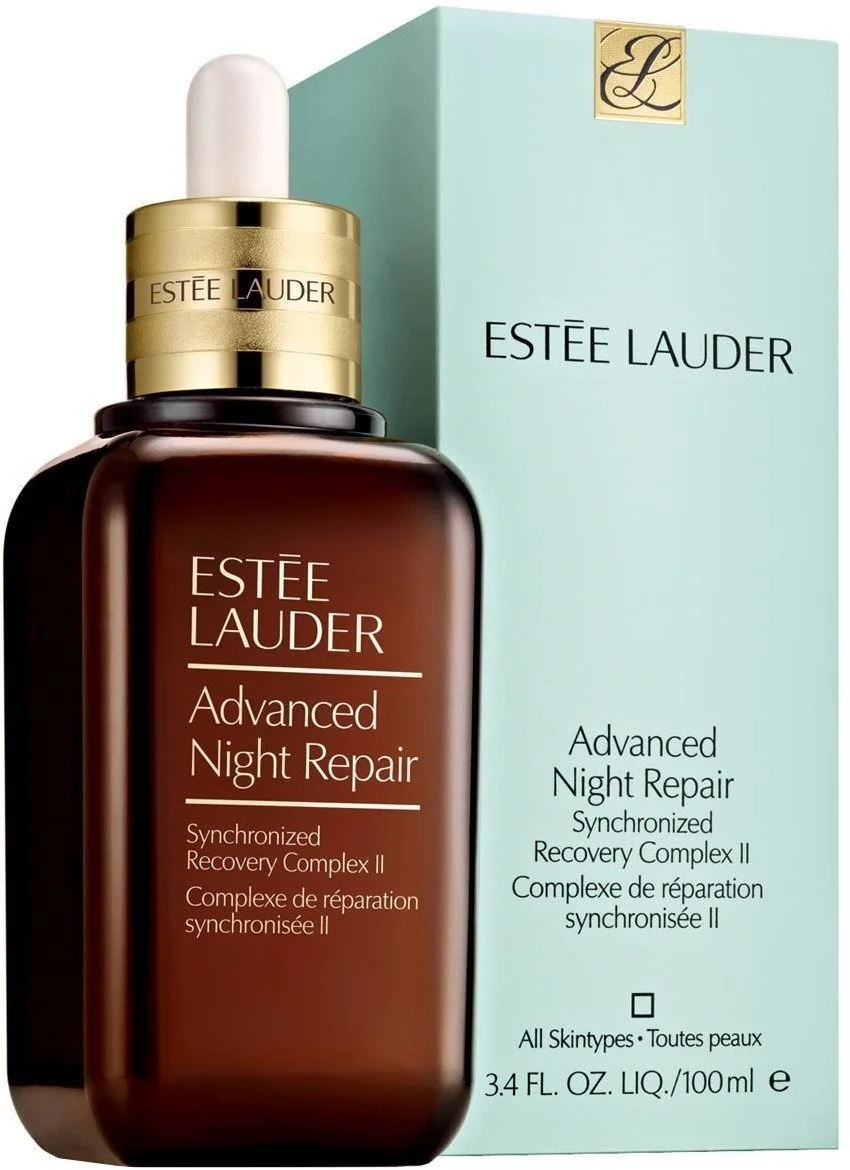 ESTĒE LAUDER
ESTĒE
LAUDER
Advanced
Night Repair
Synchronized
Recovery Complex II
Complexe de réparation
synchronisée II
EL
ESTĒE LAUDER
Advanced
Night Repair
Synchronized
Recovery Complex II
Complexe de réparation
synchronisée II
All Skintypes • Toutes peaux
3.4 FL. OZ. LIQ./100 ml ℮